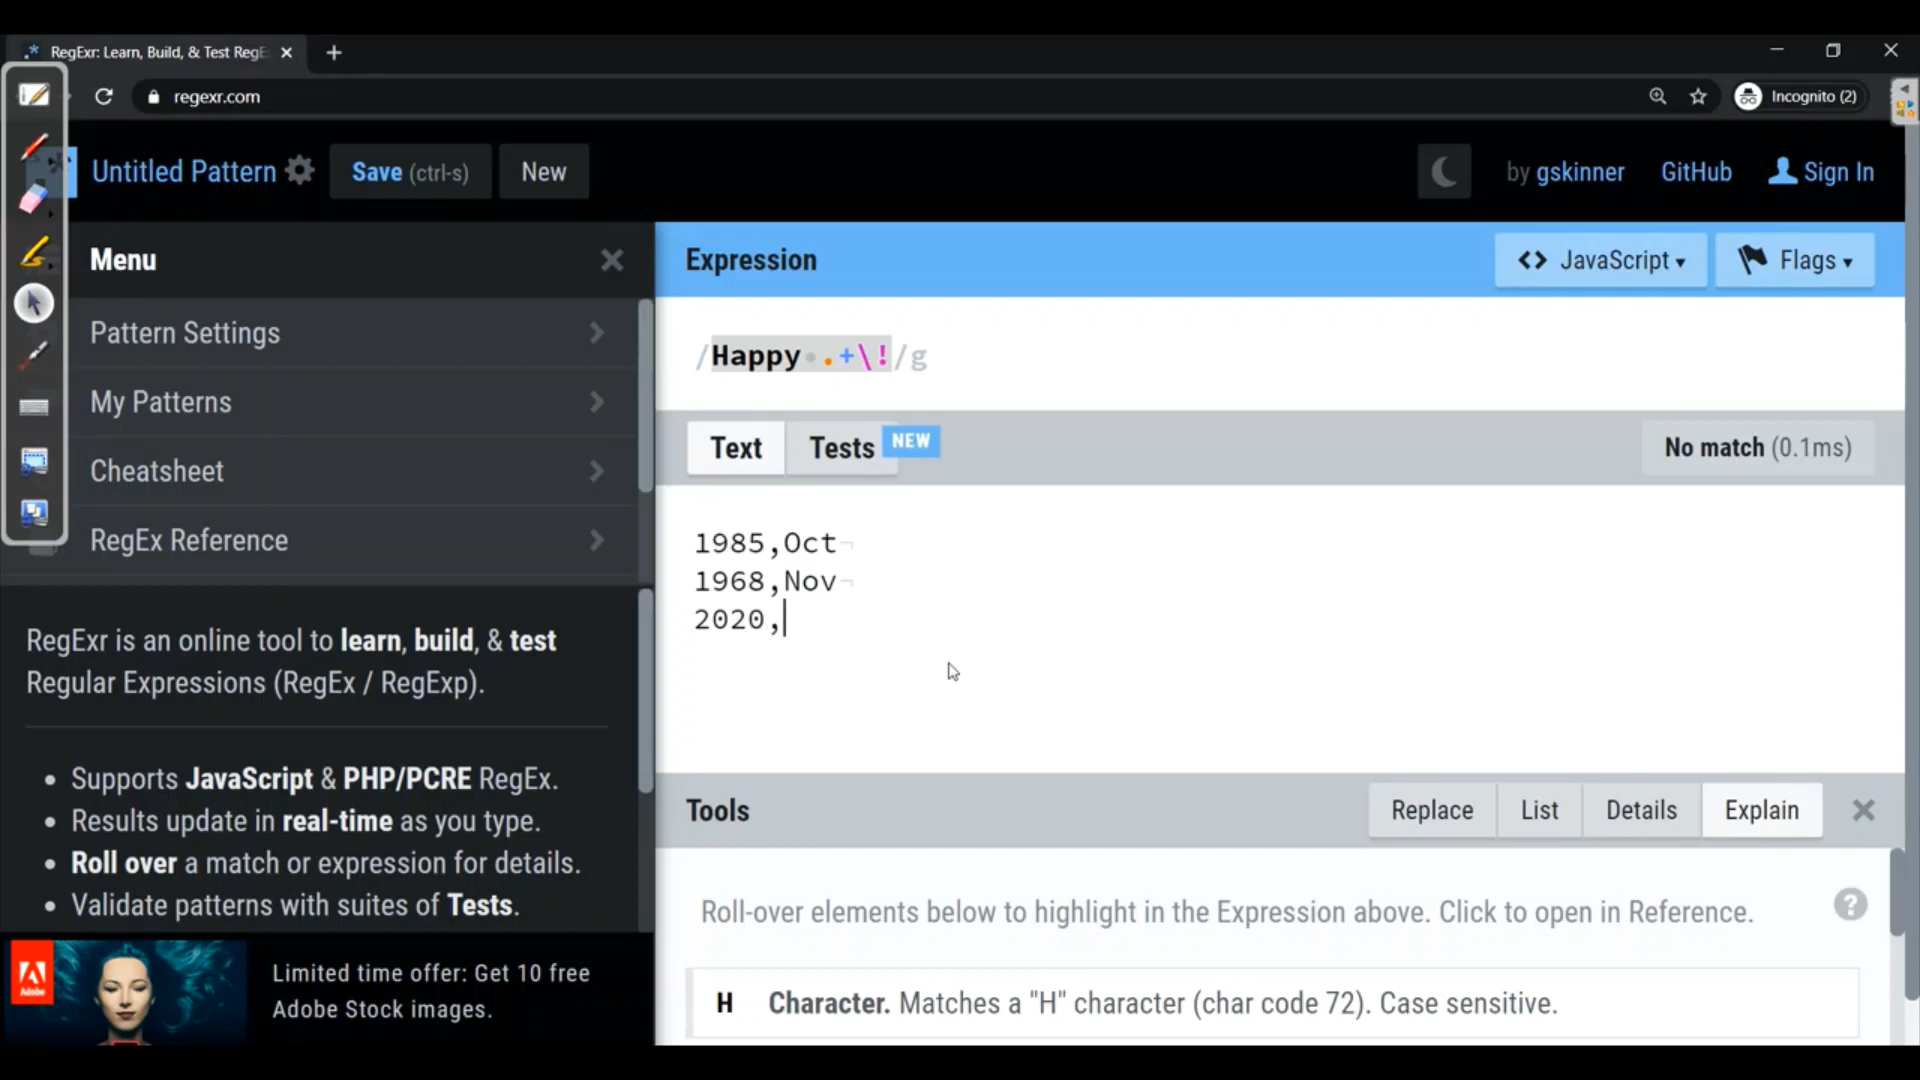 RegExr: Learn, Build, & Test RegE
regexr.com
Incognito (2)
Untitled Pattern
Save (ctrl-s)
New
by gskinner
GitHub
Sign In
Menu
Expression
JavaScript
Flags
Pattern Settings
/Happy .+\!/g
My Patterns
Text
Tests
NEW
No match (0.1ms)
Cheatsheet
RegEx Reference
1985,Oct
1968,Nov
2020,
RegExr is an online tool to learn, build, & test
Regular Expressions (RegEx / RegExp).
• Supports JavaScript & PHP/PCRE RegEx.
• Results update in real-time as you type.
• Roll over a match or expression for details.
• Validate patterns with suites of Tests.
Tools
Replace
List
Details
Explain
Roll-over elements below to highlight in the Expression above. Click to open in Reference.
?
H Character. Matches a "H" character (char code 72). Case sensitive.
Adobe
Limited time offer: Get 10 free
Adobe Stock images.